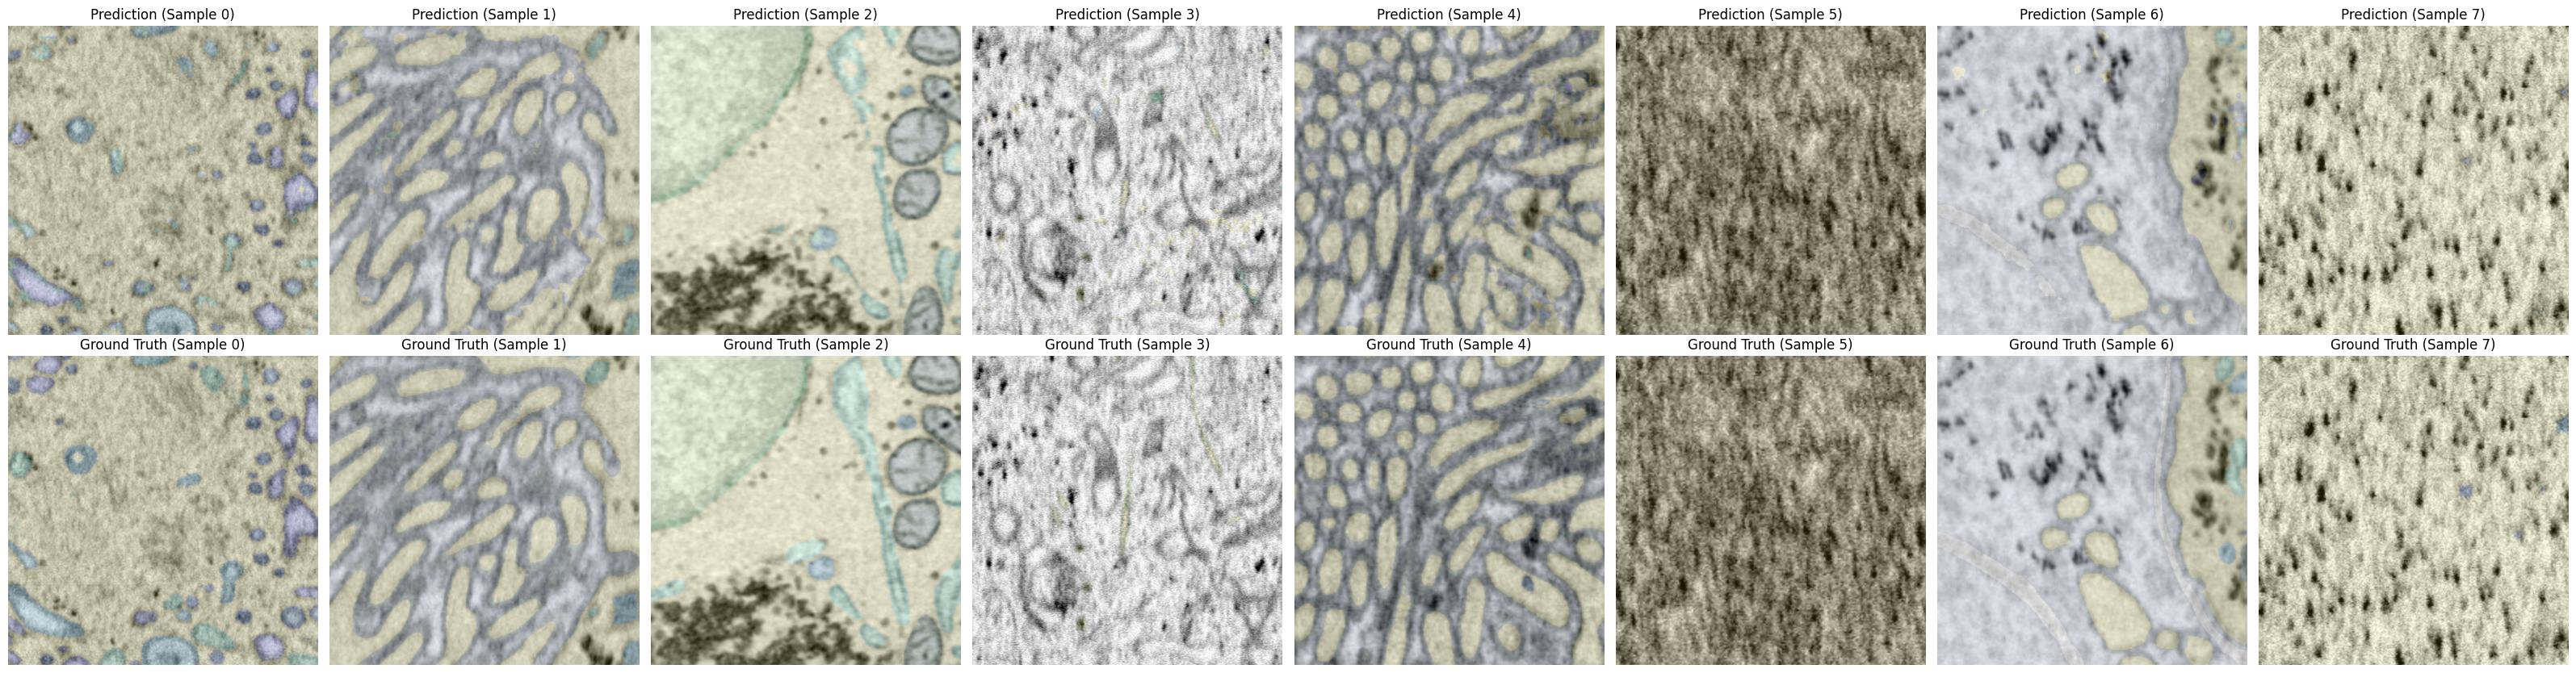 Prediction (Sample 0)
Prediction (Sample 1)
Prediction (Sample 2)
Prediction (Sample 3)
Prediction (Sample 4)
Prediction (Sample 5)
Prediction (Sample 6)
Prediction (Sample 7)
Ground Truth (Sample 0)
Ground Truth (Sample 1)
Ground Truth (Sample 2)
Ground Truth (Sample 3)
Ground Truth (Sample 4)
Ground Truth (Sample 5)
Ground Truth (Sample 6)
Ground Truth (Sample 7)